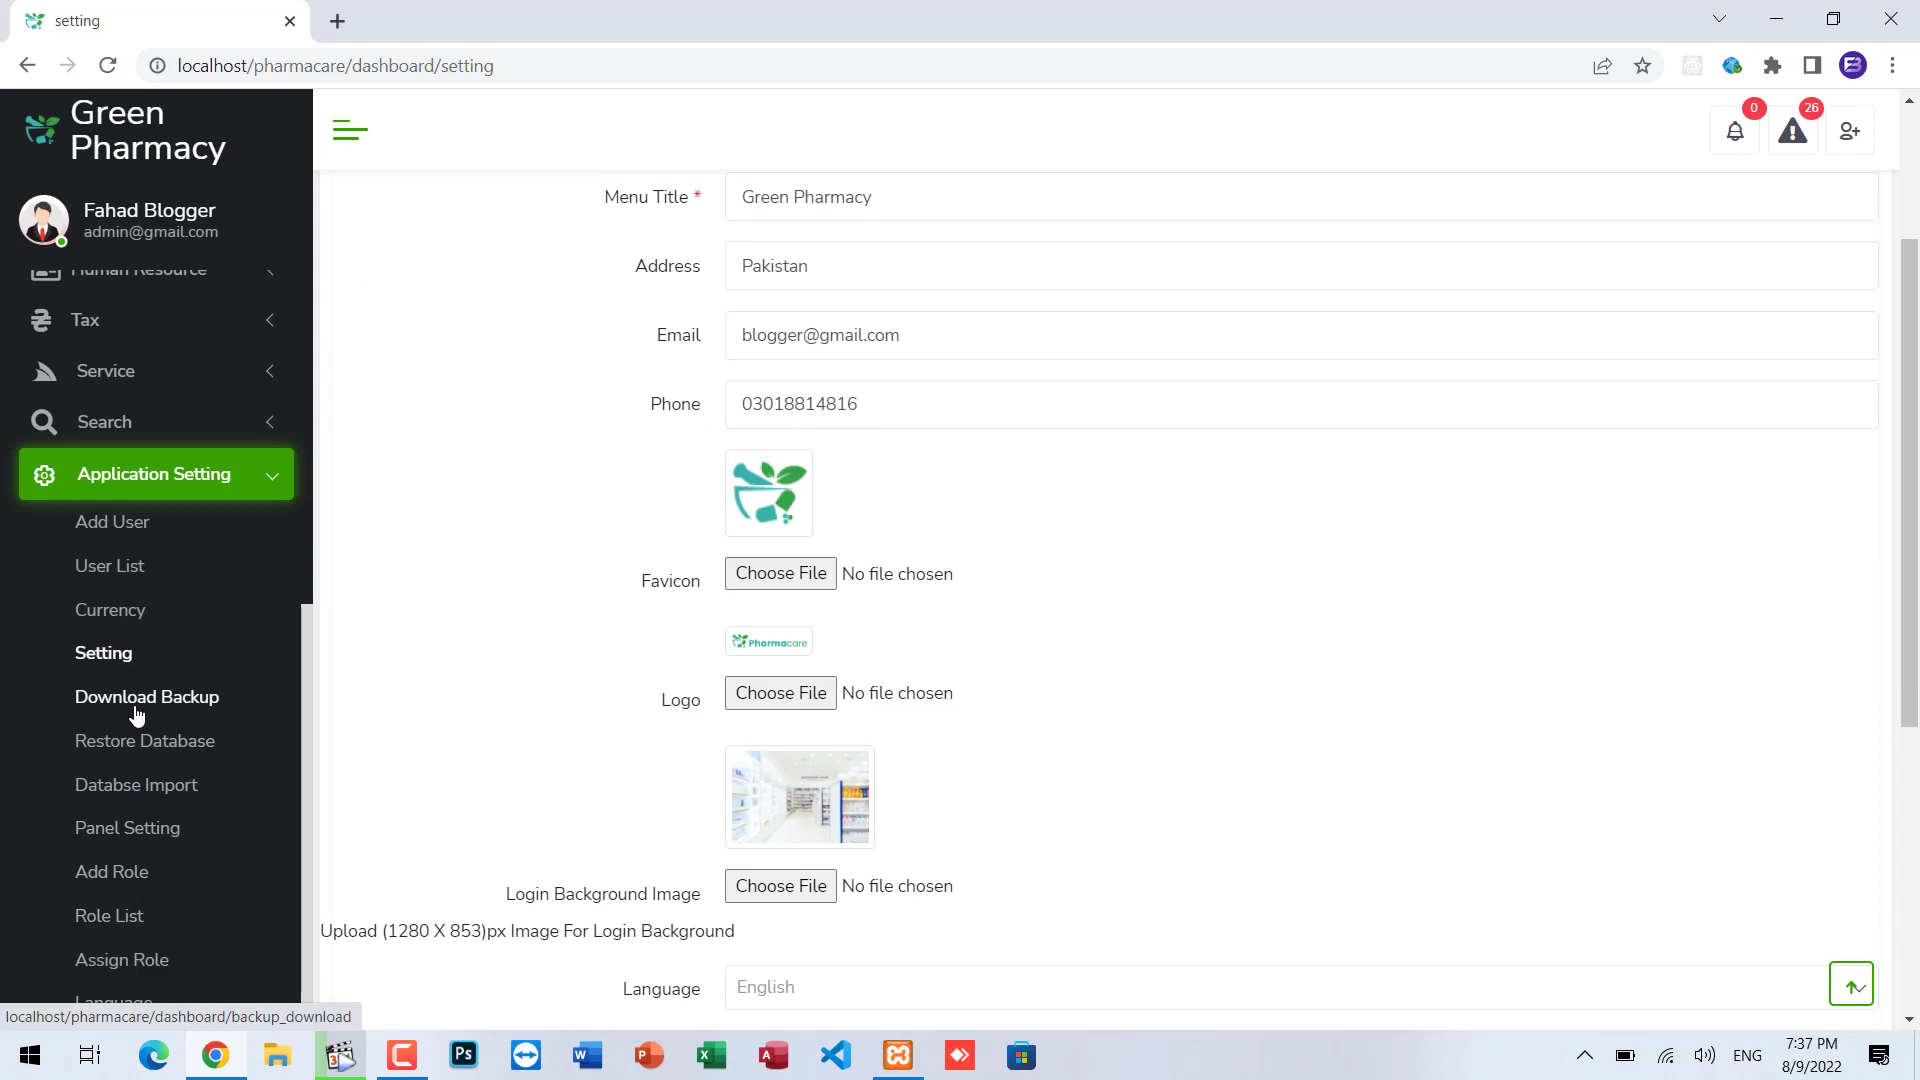 setting
localhost/pharmacare/dashboard/setting
Green
Pharmacy
0
26
Fahad Blogger
admin@gmail.com
Human Resource
Tax
Service
Search
Application Setting
Add User
User List
Currency
Setting
Download Backup
Restore Database
Databse Import
Panel Setting
Add Role
Role List
Assign Role
Language
Menu Title *
Green Pharmacy
Address
Pakistan
Email
blogger@gmail.com
Phone
03018814816
Favicon
Choose File No file chosen
Pharmacare
Logo
Choose File No file chosen
Login Background Image
Choose File No file chosen
Upload (1280 X 853)px Image For Login Background
Language
English
localhost/pharmacare/dashboard/backup_download
ENG
7:37 PM
8/9/2022